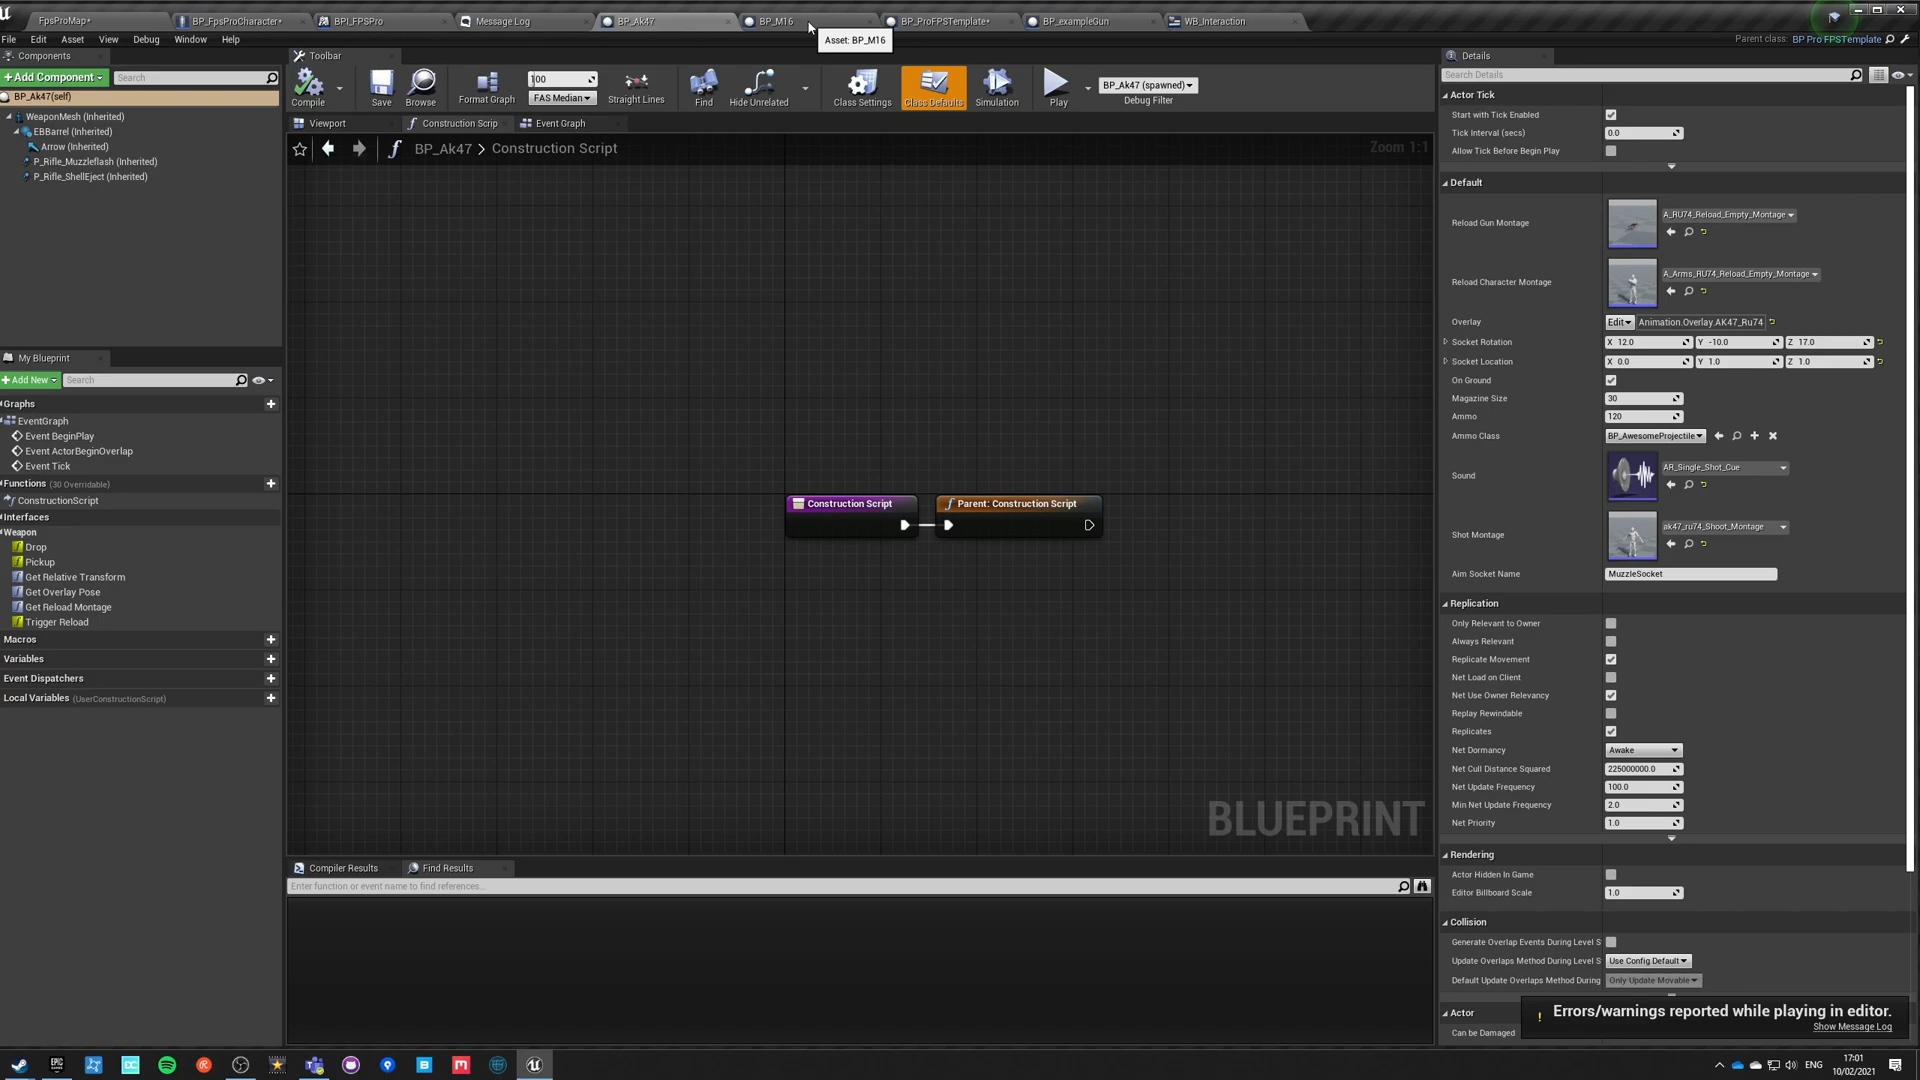 FpsProMap*
BP_FpsProCharacter*
BPI_FPSPro
Message Log
BP_Ak47
BP_M16
BP_ProFPSTemplate*
BP_exampleGun
WB_Interaction
File Edit Asset View Debug Window Help
Asset: BP_M16
Parent class: BP Pro FPSTemplate
Components
Toolbar
Details
+Add Component
Search
BP_Ak47(self)
WeaponMesh (Inherited)
EBBarrel (Inherited)
Arrow (Inherited)
P_Rifle_Muzzleflash (Inherited)
P_Rifle_ShellEject (Inherited)
Compile
Save
Browse
Format Graph
100
FAS Median
Straight Lines
Find
Hide Unrelated
Class Settings
Class Defaults
Simulation
Play
BP_Ak47 (spawned)
Debug Filter
Viewport
Construction Scrip
Event Graph
BP_Ak47 > Construction Script
Zoom 1:1
Construction Script
Parent: Construction Script
BLUEPRINT
My Blueprint
+Add New
Search
Graphs
EventGraph
Event BeginPlay
Event ActorBeginOverlap
Event Tick
Functions (30 Overridable)
ConstructionScript
Interfaces
Weapon
Drop
Pickup
Get Relative Transform
Get Overlay Pose
Get Reload Montage
Trigger Reload
Macros
Variables
Event Dispatchers
Local Variables (UserConstructionScript)
Compiler Results
Find Results
Enter function or event name to find references...
Search Details
Actor Tick
Start with Tick Enabled
Tick Interval (secs) 0.0
Allow Tick Before Begin Play
Default
Reload Gun Montage A_RU74_Reload_Empty_Montage
Reload Character Montage A_Arms_RU74_Reload_Empty_Montage
Overlay Edit Animation.Overlay.AK47_Ru74
Socket Rotation X 12.0 Y -10.0 Z 17.0
Socket Location X 0.0 Y 1.0 Z 1.0
On Ground
Magazine Size 30
Ammo 120
Ammo Class BP_AwesomeProjectile
Sound AR_Single_Shot_Cue
Shot Montage ak47_ru74_Shoot_Montage
Aim Socket Name MuzzleSocket
Replication
Only Relevant to Owner
Always Relevant
Replicate Movement
Net Load on Client
Net Use Owner Relevancy
Replay Rewindable
Replicates
Net Dormancy Awake
Net Cull Distance Squared 225000000.0
Net Update Frequency 100.0
Min Net Update Frequency 2.0
Net Priority 1.0
Rendering
Actor Hidden In Game
Editor Billboard Scale 1.0
Collision
Generate Overlap Events During Level S
Update Overlaps Method During Level S Use Config Default
Default Update Overlaps Method During Only Update Movable
Actor
Can be Damaged
Errors/warnings reported while playing in editor.
Show Message Log
ENG
17:01
10/02/2021